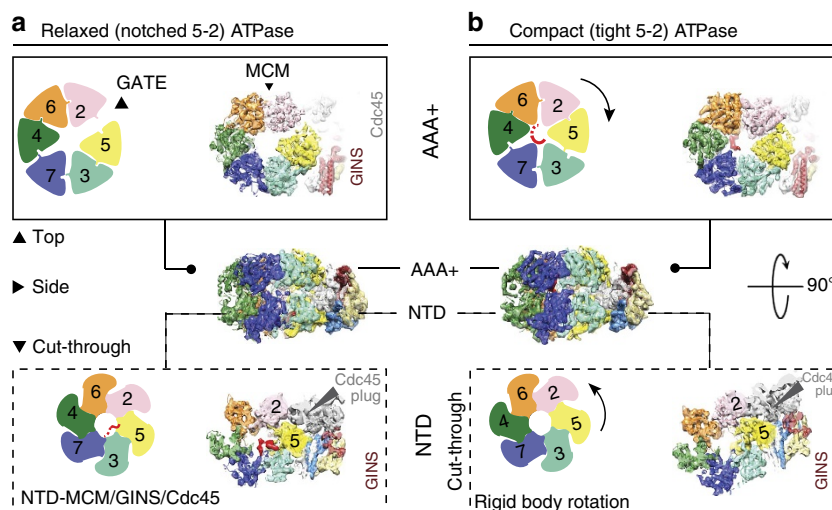 a Relaxed (notched 5-2) ATPase
GATE
MCM
Cdc45
GINS
6 2 5 3 7 4
AAA+
b Compact (tight 5-2) ATPase
6 2 5 3 7 4
GINS
▲ Top
▶ Side
▼ Cut-through
AAA+
NTD
90°
6 2 5 3 7 4
2
5
Cdc45
plug
GINS
NTD-MCM/GINS/Cdc45
NTD
Cut-through
6 2 5 3 7 4
2
5
plug
GINS
Rigid body rotation